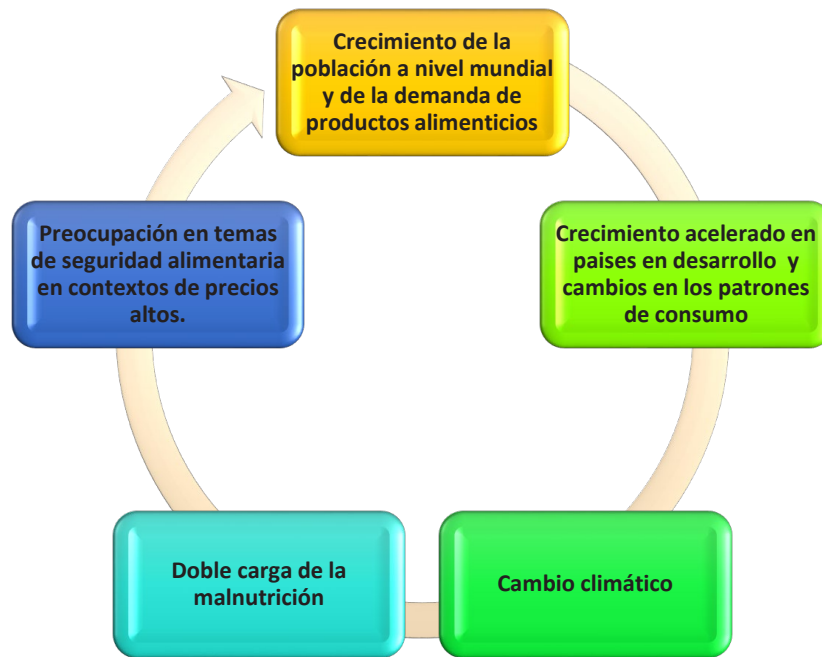 Crecimiento de la
población a nivel mundial
y de la demanda de
productos alimenticios
Crecimiento acelerado en
paises en desarrollo y
cambios en los patrones
de consumo
Cambio climático
Doble carga de la
malnutrición
Preocupación en temas
de seguridad alimentaria
en contextos de precios
altos.